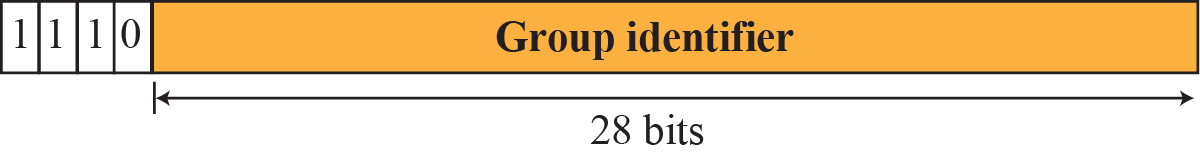 1 1 1 0 Group identifier
28 bits